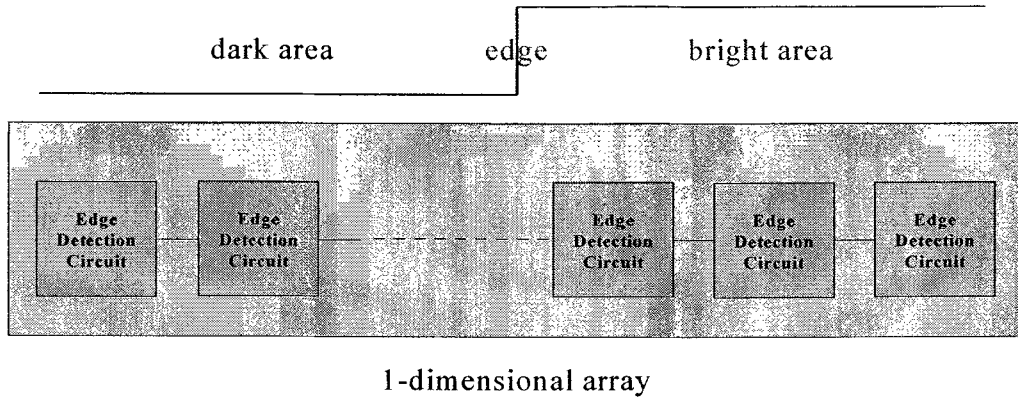 dark area edge bright area
Edge Detection Circuit
Edge Detection Circuit
Edge Detection Circuit
Edge Detection Circuit
Edge Detection Circuit
1-dimensional array